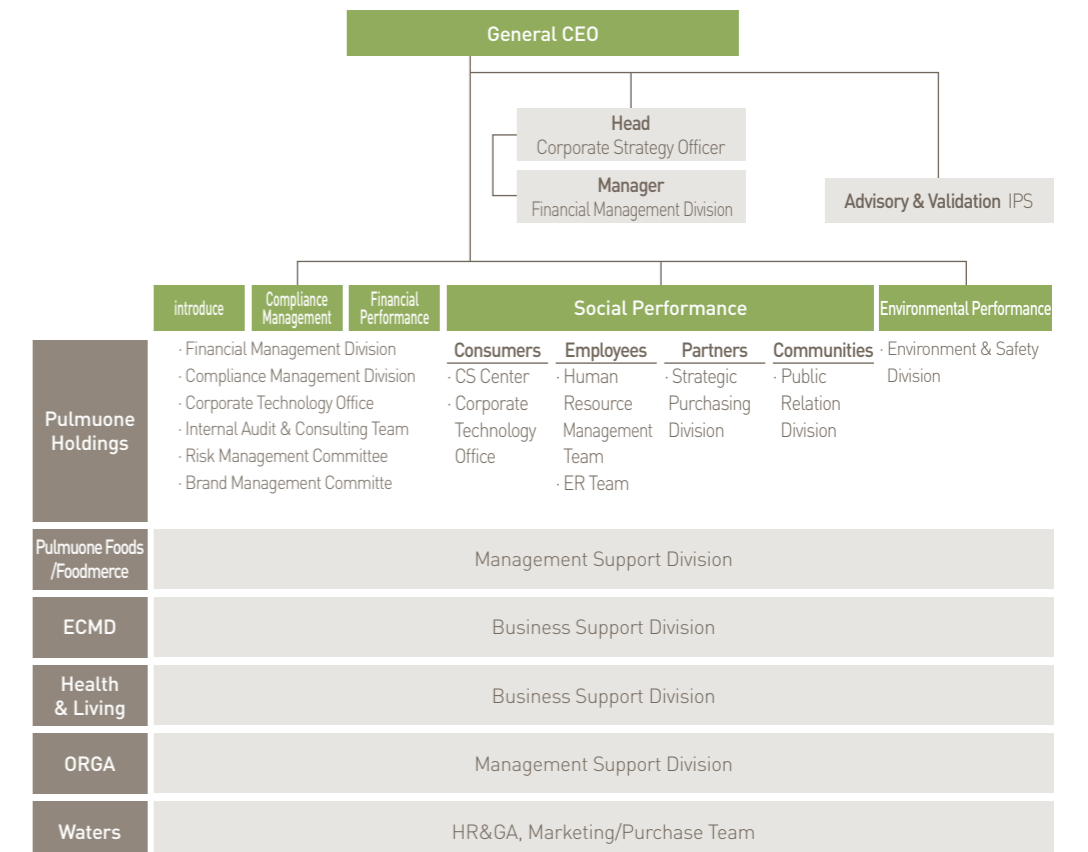 General CEO
Head
Corporate Strategy Officer
Manager
Financial Management Division
Advisory & Validation IPS
introduce
Compliance
Management
Financial
Performance
Social Performance
Environmental Performance
Pulmuone
Holdings
· Financial Management Division
· Compliance Management Division
· Corporate Technology Office
· Internal Audit & Consulting Team
· Risk Management Committee
· Brand Management Committe
Consumers
· CS Center
· Corporate
Technology
Office
Employees
· Human
Resource
Management
Team
· ER Team
Partners
· Strategic
Purchasing
Division
Communities
· Public
Relation
Division
· Environment & Safety
Division
Pulmuone Foods
/Foodmerce
Management Support Division
ECMD
Business Support Division
Health
& Living
Business Support Division
ORGA
Management Support Division
Waters
HR&GA, Marketing/Purchase Team